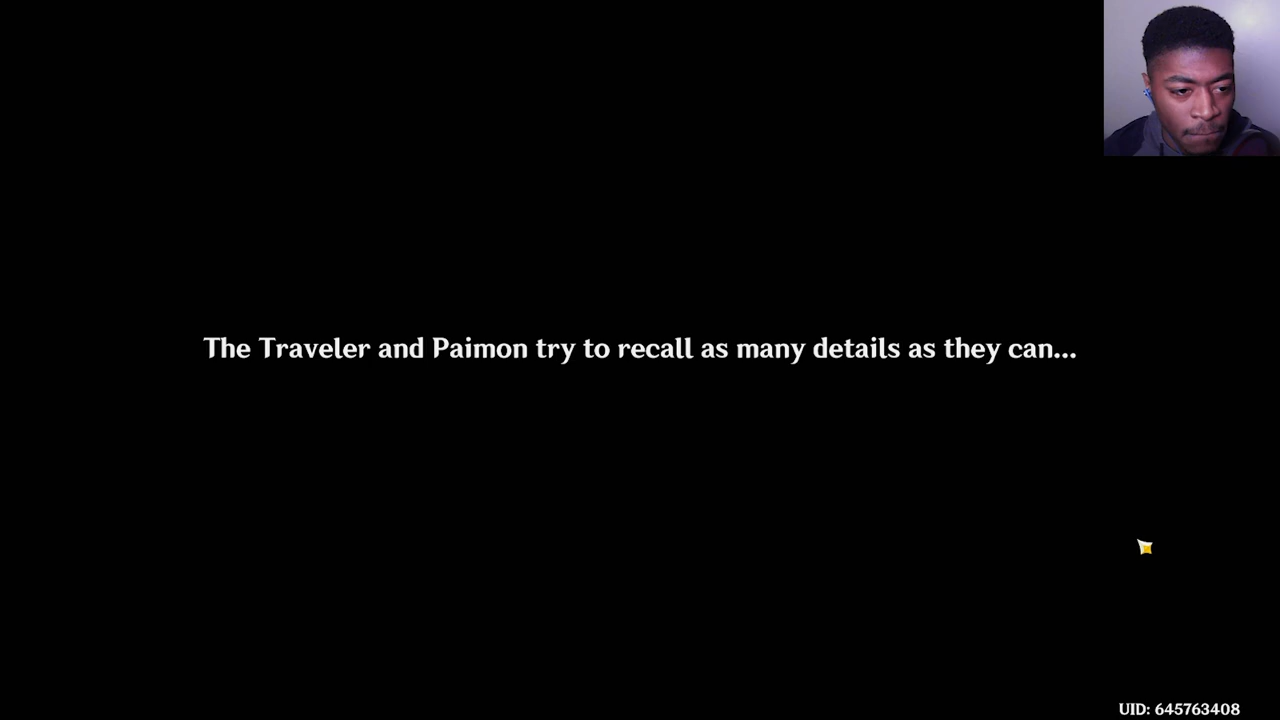 The Traveler and Paimon try to recall as many details as they can...
UID: 645763408